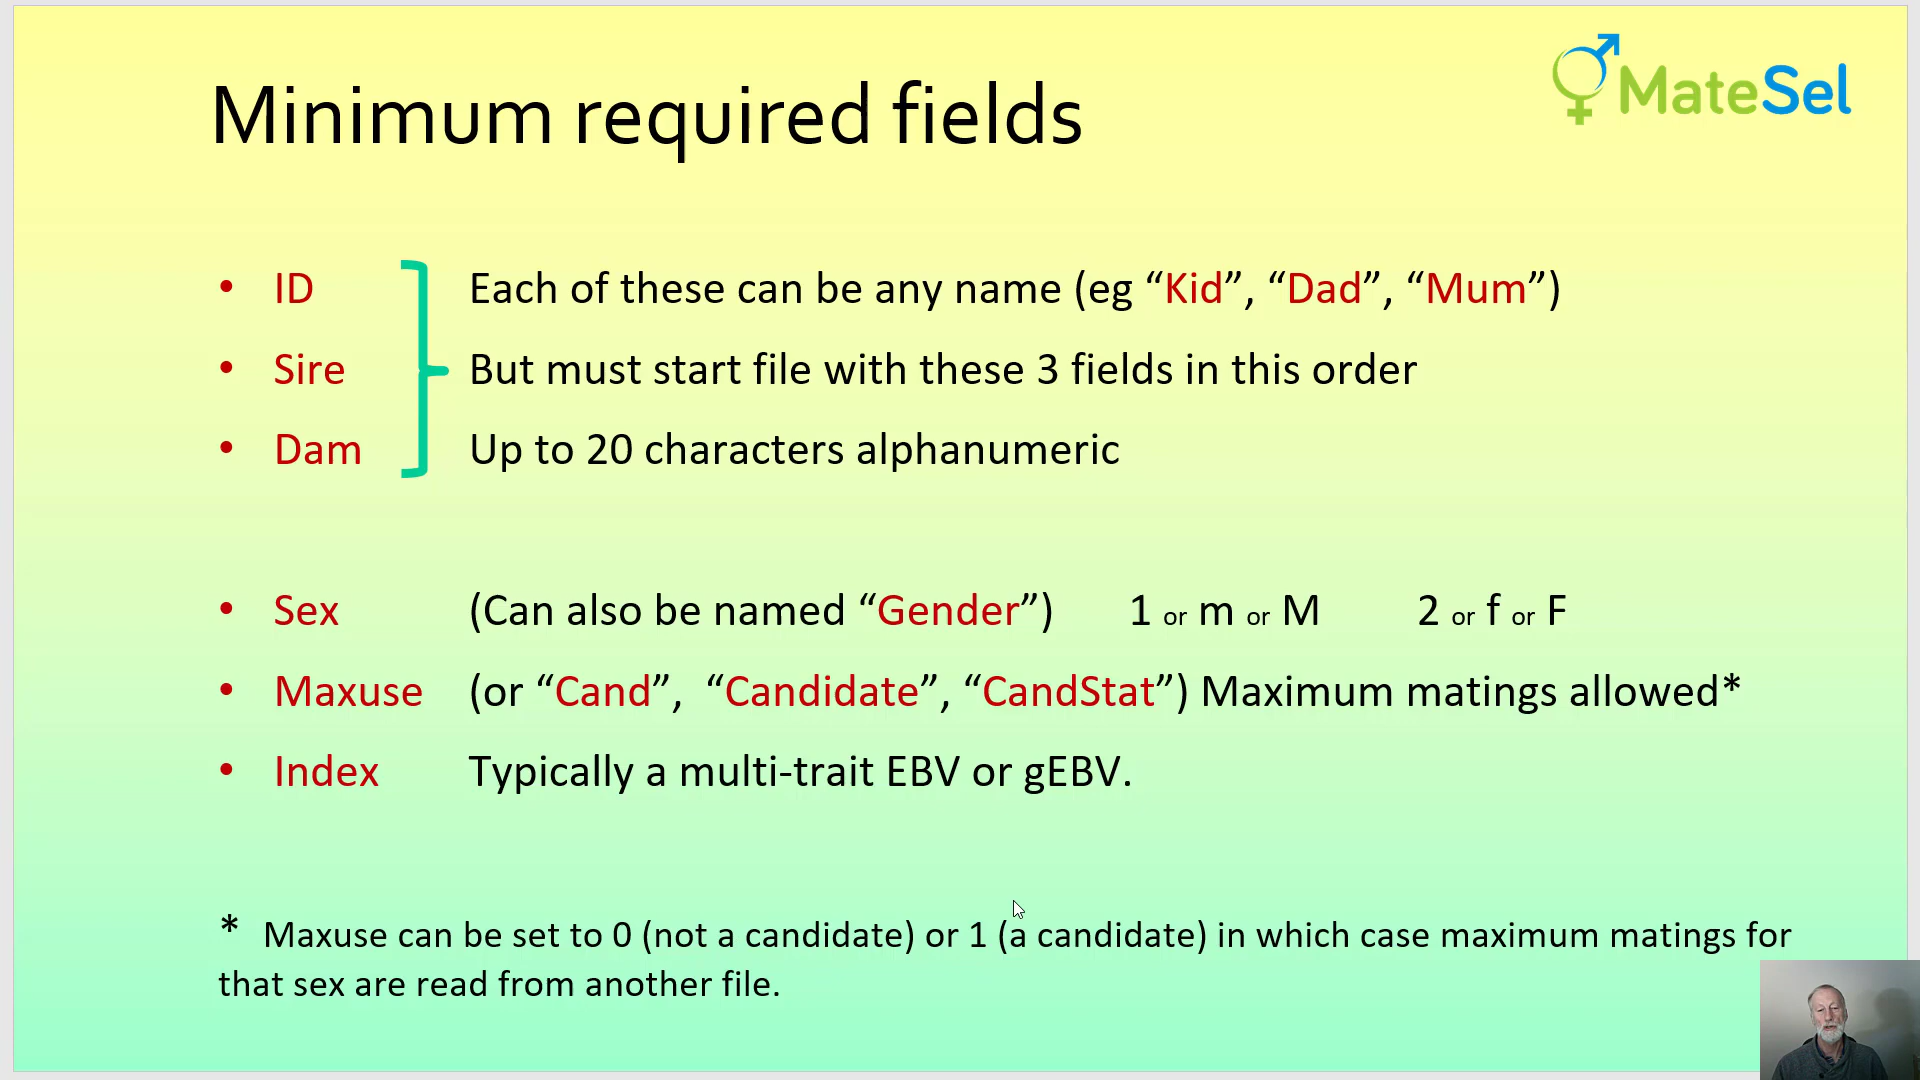 MateSel
Minimum required fields
• ID Each of these can be any name (eg “Kid”, “Dad”, “Mum”)
• Sire But must start file with these 3 fields in this order
• Dam Up to 20 characters alphanumeric
• Sex (Can also be named “Gender”) 1 or m or M 2 or f or F
• Maxuse (or “Cand”, “Candidate”, “CandStat”) Maximum matings allowed*
• Index Typically a multi-trait EBV or gEBV.
* Maxuse can be set to 0 (not a candidate) or 1 (a candidate) in which case maximum matings for
that sex are read from another file.